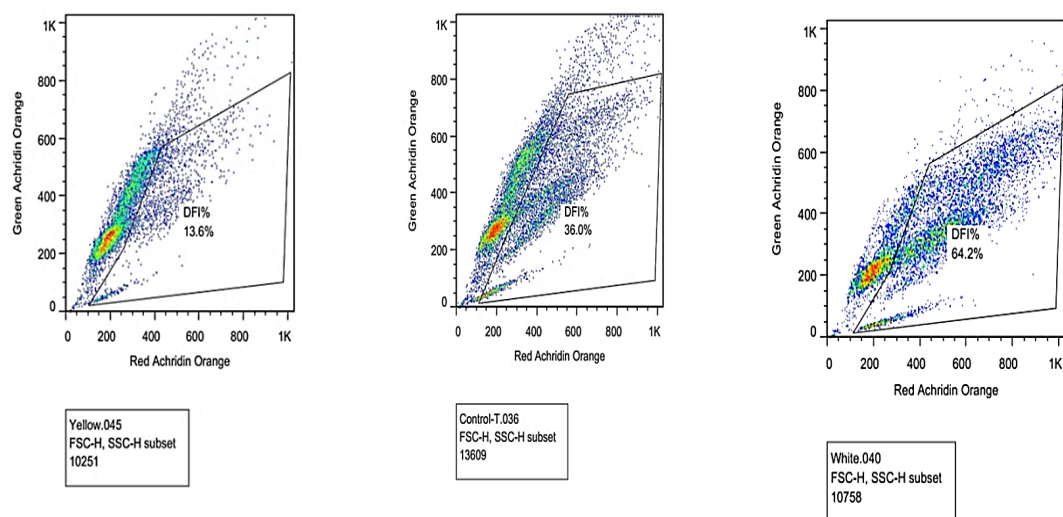 1K
800
600
400
200
0
Green Achridin Orange
DFI%
13.6%
0 200 400 600 800 1K
Red Achridin Orange
Yellow.045
FSC-H, SSC-H subset
10251
1K
800
600
400
200
0
Green Achridin Orange
DFI%
36.0%
0 200 400 600 800 1K
Red Achridin Orange
Control-T.036
FSC-H, SSC-H subset
13609
1K
800
600
400
200
0
Green Achridin Orange
DFI%
64.2%
0 200 400 600 800 1K
Red Achridin Orange
White.040
FSC-H, SSC-H subset
10758